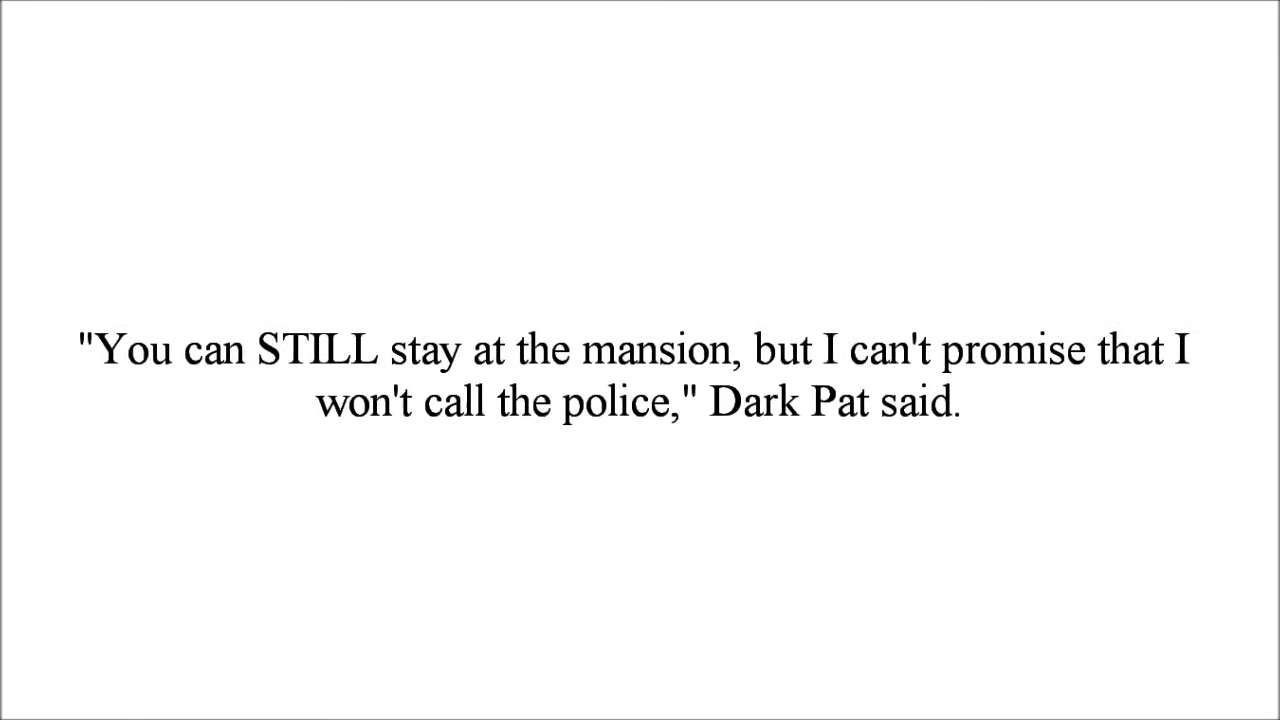 "You can STILL stay at the mansion, but I can't promise that I
won't call the police," Dark Pat said.